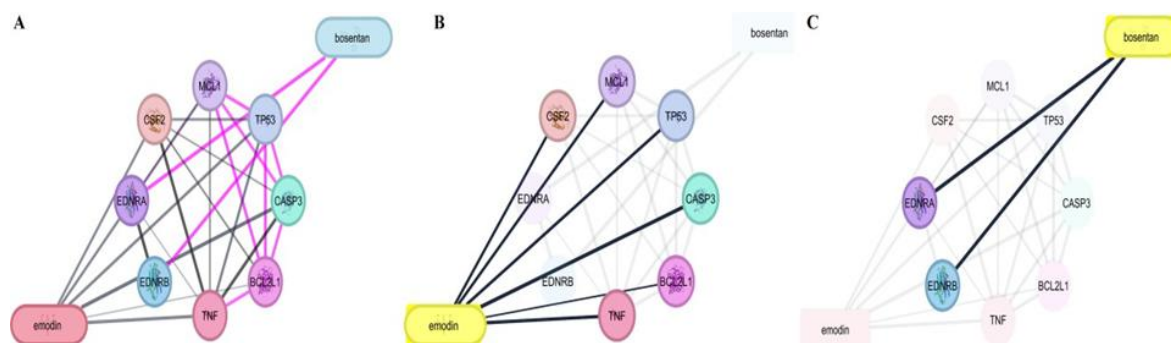 A
bosentan
MCL1
CSF2
TP53
EDNRA
CASP3
EDNRB
BCL2L1
TNF
emodin
B
bosentan
MCL1
CSF2
TP53
EDNRA
CASP3
EDNRB
BCL2L1
TNF
emodin
C
bosentan
MCL1
CSF2
TP53
EDNRA
CASP3
EDNRB
BCL2L1
TNF
emodin